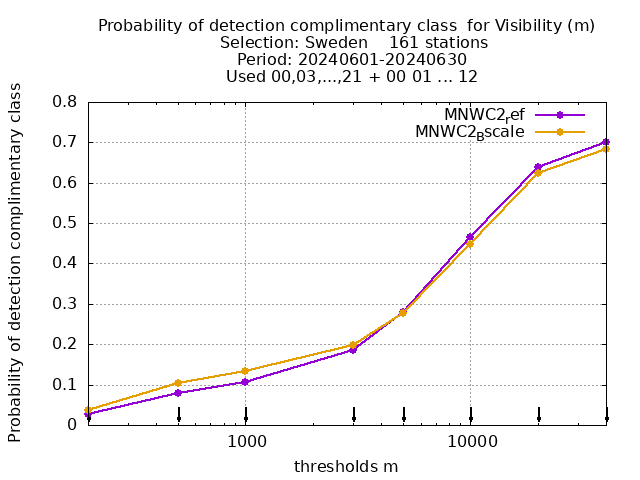 Probability of detection complimentary class  for Visibility (m)
Selection: Sweden    161 stations
Period: 20240601-20240630
Used 00,03,...,21 + 00 01 ... 12
MNWC2ref
MNWC2Bscale
Probability of detection complimentary class
0.8
0.7
0.6
0.5
0.4
0.3
0.2
0.1
0
1000 10000
thresholds m